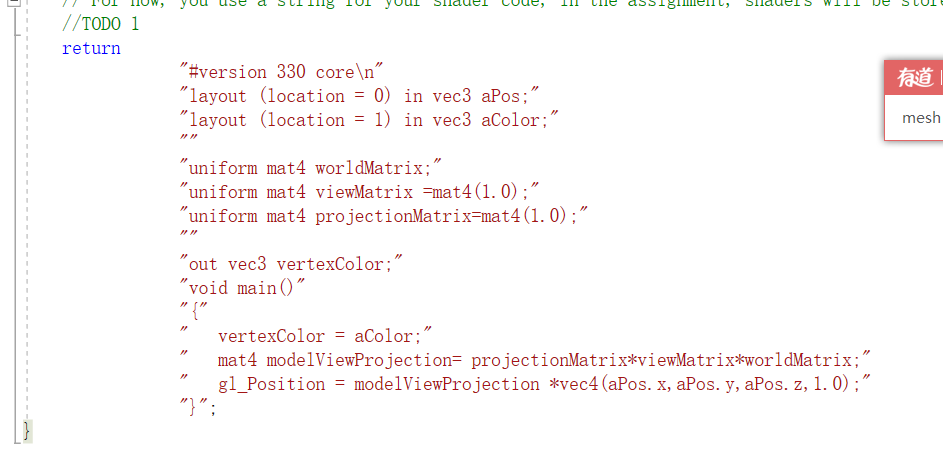 // For now, you use a string for your shader code, in the assignment, shaders will be store
//TODO 1
return
"#version 330 core\n"
"layout (location = 0) in vec3 aPos;"
"layout (location = 1) in vec3 aColor;"
""
"uniform mat4 worldMatrix;"
"uniform mat4 viewMatrix =mat4(1.0);"
"uniform mat4 projectionMatrix=mat4(1.0);"
""
"out vec3 vertexColor;"
"void main()"
"{"
"   vertexColor = aColor;"
"   mat4 modelViewProjection= projectionMatrix*viewMatrix*worldMatrix;"
"   gl_Position = modelViewProjection *vec4(aPos.x,aPos.y,aPos.z,1.0);"
"}";
}
有道
mesh